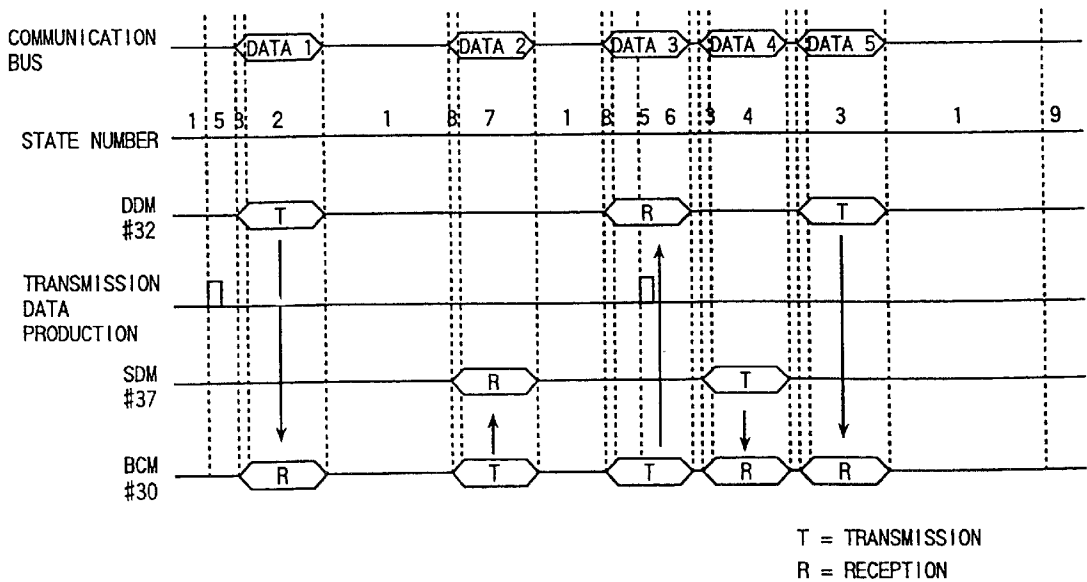 COMMUNICATION
BUS
DATA 1 DATA 2 DATA 3 DATA 4 DATA 5
STATE NUMBER
1 5 8 2 1 8 7 1 8 5 6 3 4 3 1 9
DDM
#32
T R T
TRANSMISSION
DATA
PRODUCTION
SDM
#37
R T
BCM
#30
R T T R R
T = TRANSMISSION
R = RECEPTION